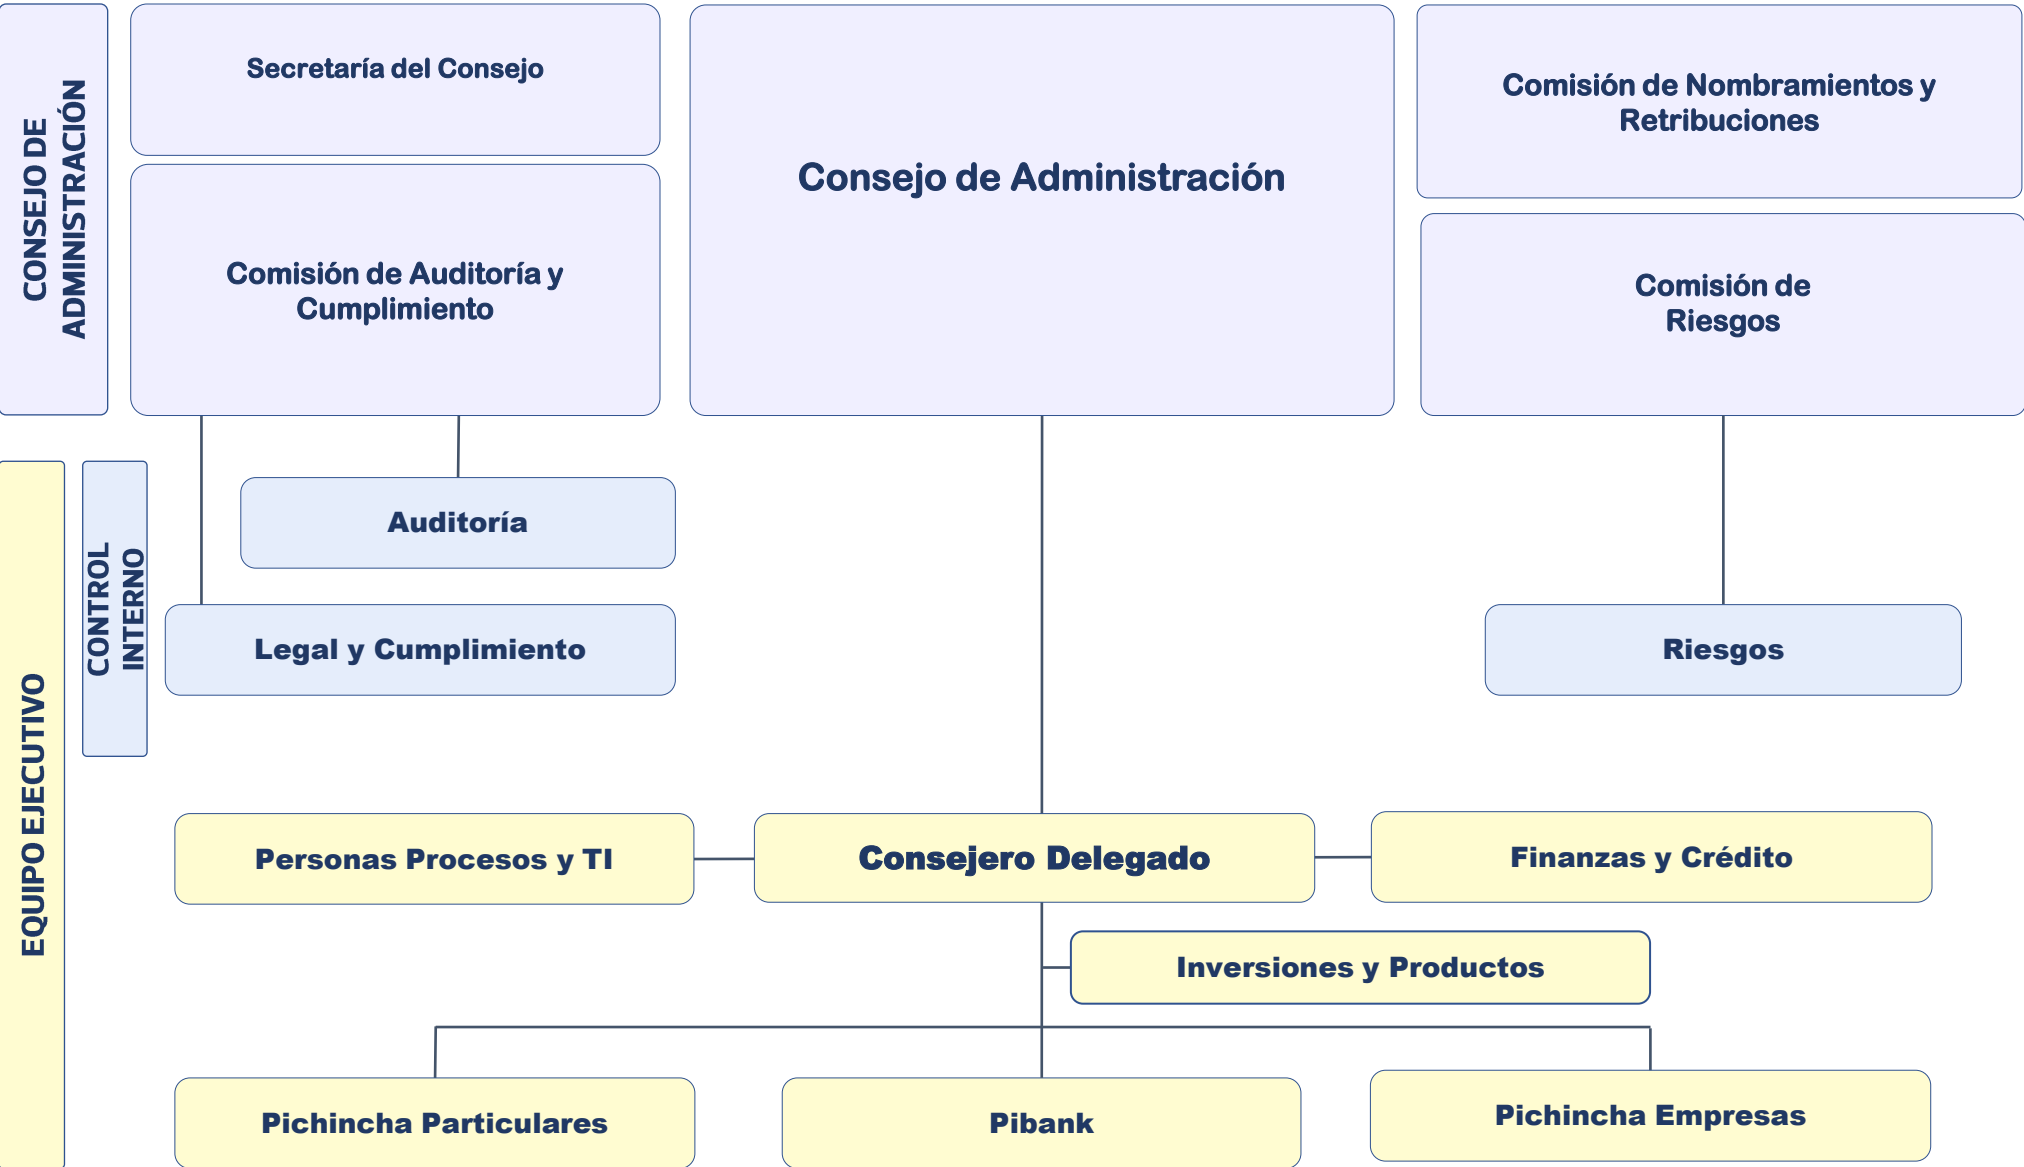 CONSEJO DE
ADMINISTRACIÓN
Secretaría del Consejo
Comisión de Auditoría y
Cumplimiento
Consejo de Administración
Comisión de Nombramientos y
Retribuciones
Comisión de
Riesgos
EQUIPO EJECUTIVO
CONTROL
INTERNO
Auditoría
Legal y Cumplimiento
Riesgos
Personas Procesos y TI
Consejero Delegado
Finanzas y Crédito
Inversiones y Productos
Pichincha Particulares
Pibank
Pichincha Empresas